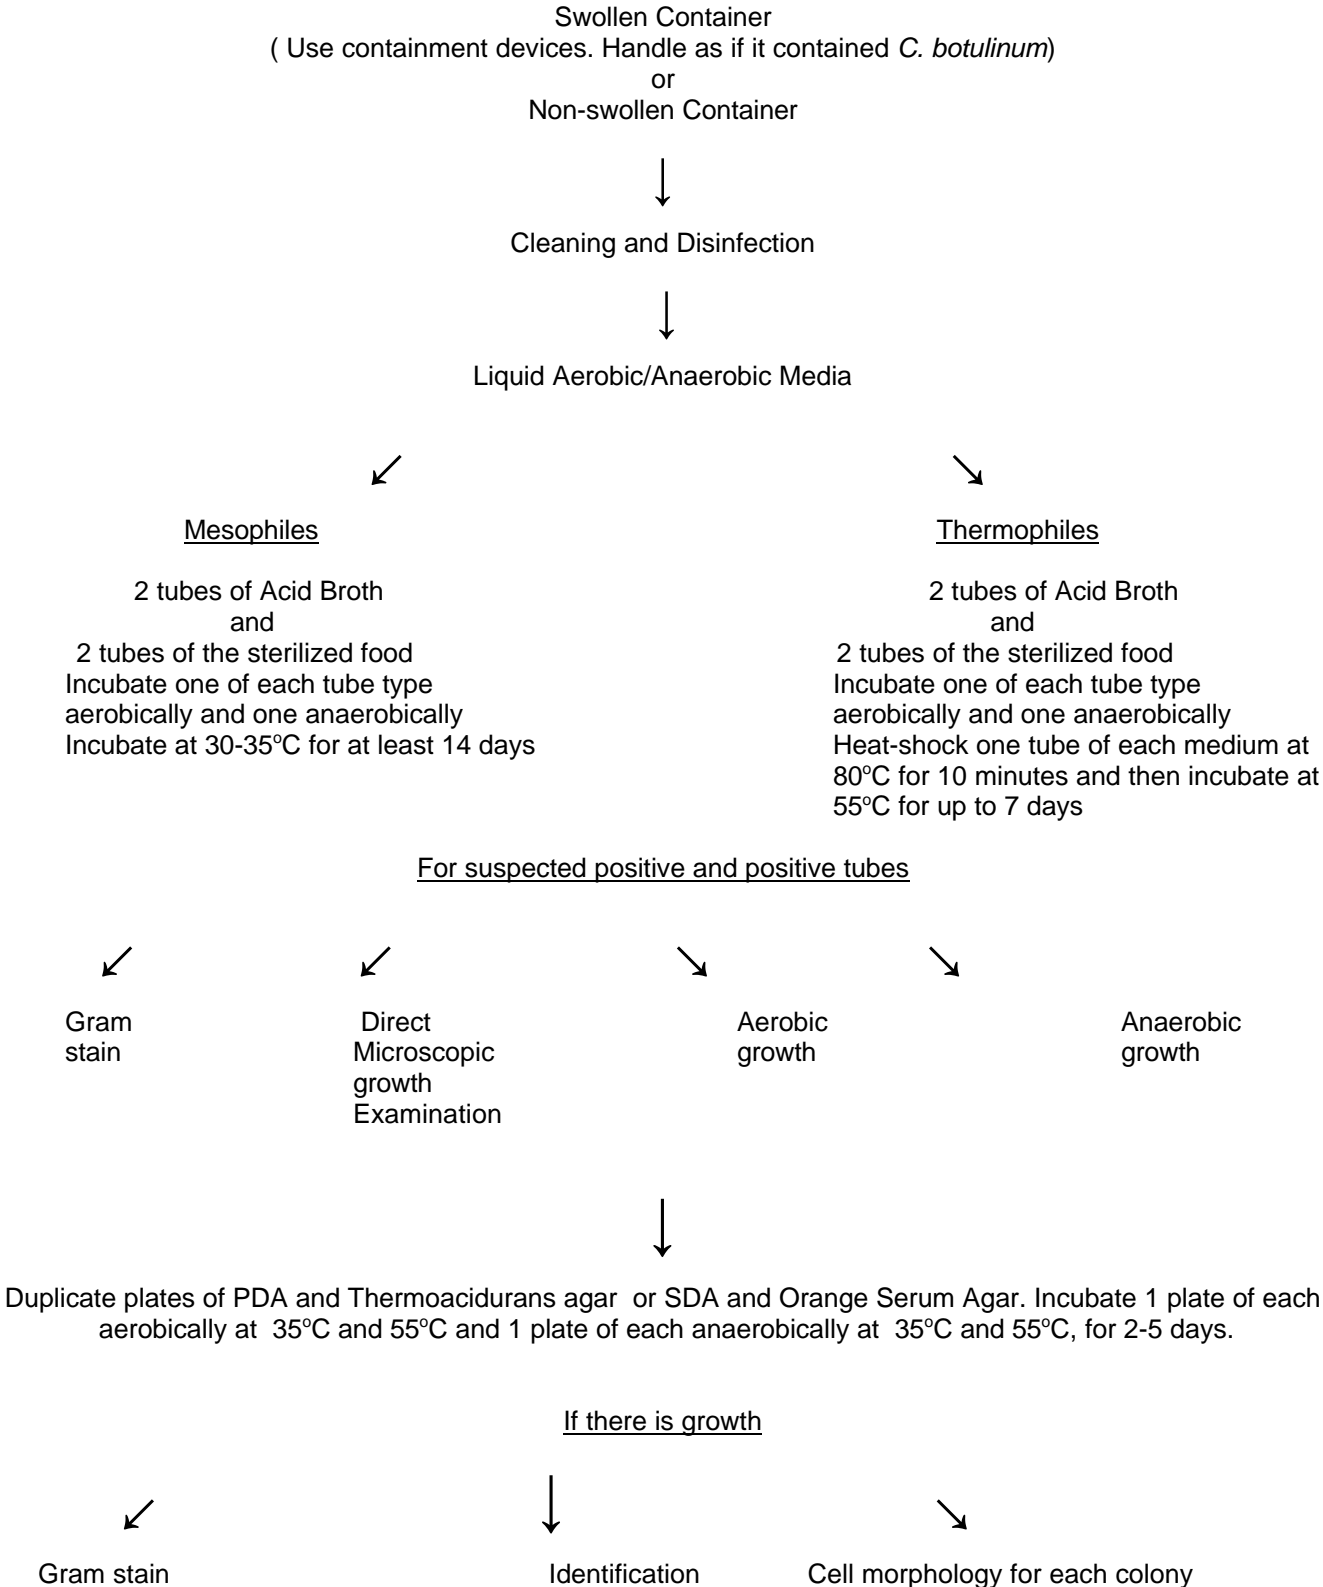 Swollen Container
( Use containment devices. Handle as if it contained C. botulinum)
or
Non-swollen Container
Cleaning and Disinfection
Liquid Aerobic/Anaerobic Media
Mesophiles
2 tubes of Acid Broth
and
2 tubes of the sterilized food
Incubate one of each tube type
aerobically and one anaerobically
Incubate at 30-35°C for at least 14 days
Thermophiles
2 tubes of Acid Broth
and
2 tubes of the sterilized food
Incubate one of each tube type
aerobically and one anaerobically
Heat-shock one tube of each medium at
80°C for 10 minutes and then incubate at
55°C for up to 7 days
For suspected positive and positive tubes
Gram
stain
Direct
Microscopic
growth
Examination
Aerobic
growth
Anaerobic
growth
Duplicate plates of PDA and Thermoacidurans agar or SDA and Orange Serum Agar. Incubate 1 plate of each
aerobically at 35°C and 55°C and 1 plate of each anaerobically at 35°C and 55°C, for 2-5 days.
If there is growth
Gram stain
Identification
Cell morphology for each colony